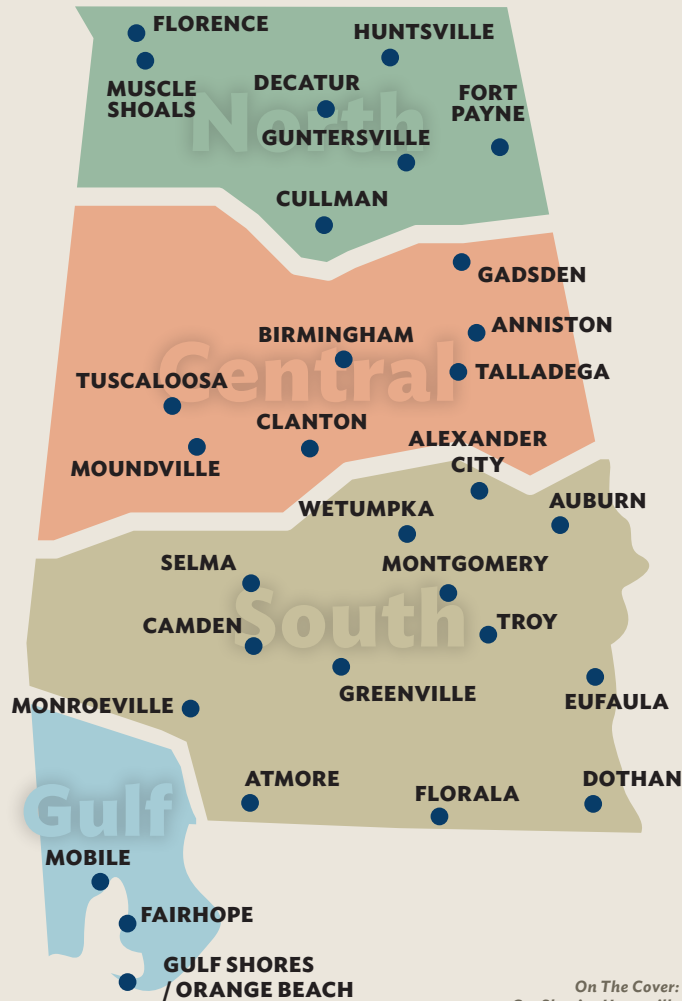 FLORENCE
HUNTSVILLE
MUSCLE
SHOALS
DECATUR
FORT
PAYNE
North
GUNTERSVILLE
CULLMAN
GADSDEN
ANNISTON
BIRMINGHAM
Central
TALLADEGA
TUSCALOOSA
CLANTON
MOUNDVILLE
ALEXANDER
CITY
AUBURN
WETUMPKA
SELMA
MONTGOMERY
South
CAMDEN
TROY
GREENVILLE
EUFAULA
MONROEVILLE
ATMORE
FLORALA
DOTHAN
Gulf
MOBILE
FAIRHOPE
GULF SHORES
/ ORANGE BEACH
On The Cover: